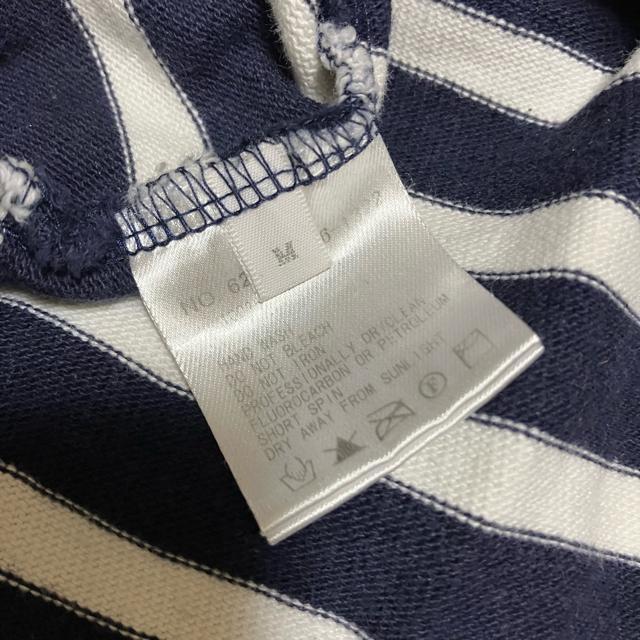 M
NO 62
HAND WASH
DO NOT BLEACH
DO NOT IRON
PROFESSIONALLY DRYCLEAN
FLUOROCARBON OR PITROLEUM
SHORT SPIN
DRY AWAY FROM SUNLIGHT
F